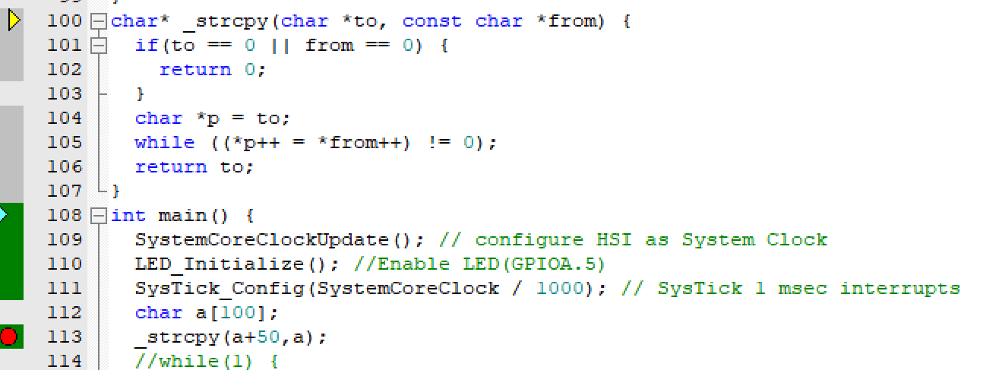 100 char* _strcpy(char *to, const char *from) {
101   if(to == 0 || from == 0) {
102     return 0;
103   }
104   char *p = to;
105   while ((*p++ = *from++) != 0);
106   return to;
107 }
108 int main() {
109   SystemCoreClockUpdate(); // configure HSI as System Clock
110   LED_Initialize(); //Enable LED(GPIOA.5)
111   SysTick_Config(SystemCoreClock / 1000); // SysTick 1 msec interrupts
112   char a[100];
113   _strcpy(a+50,a);
114   //while(1) {